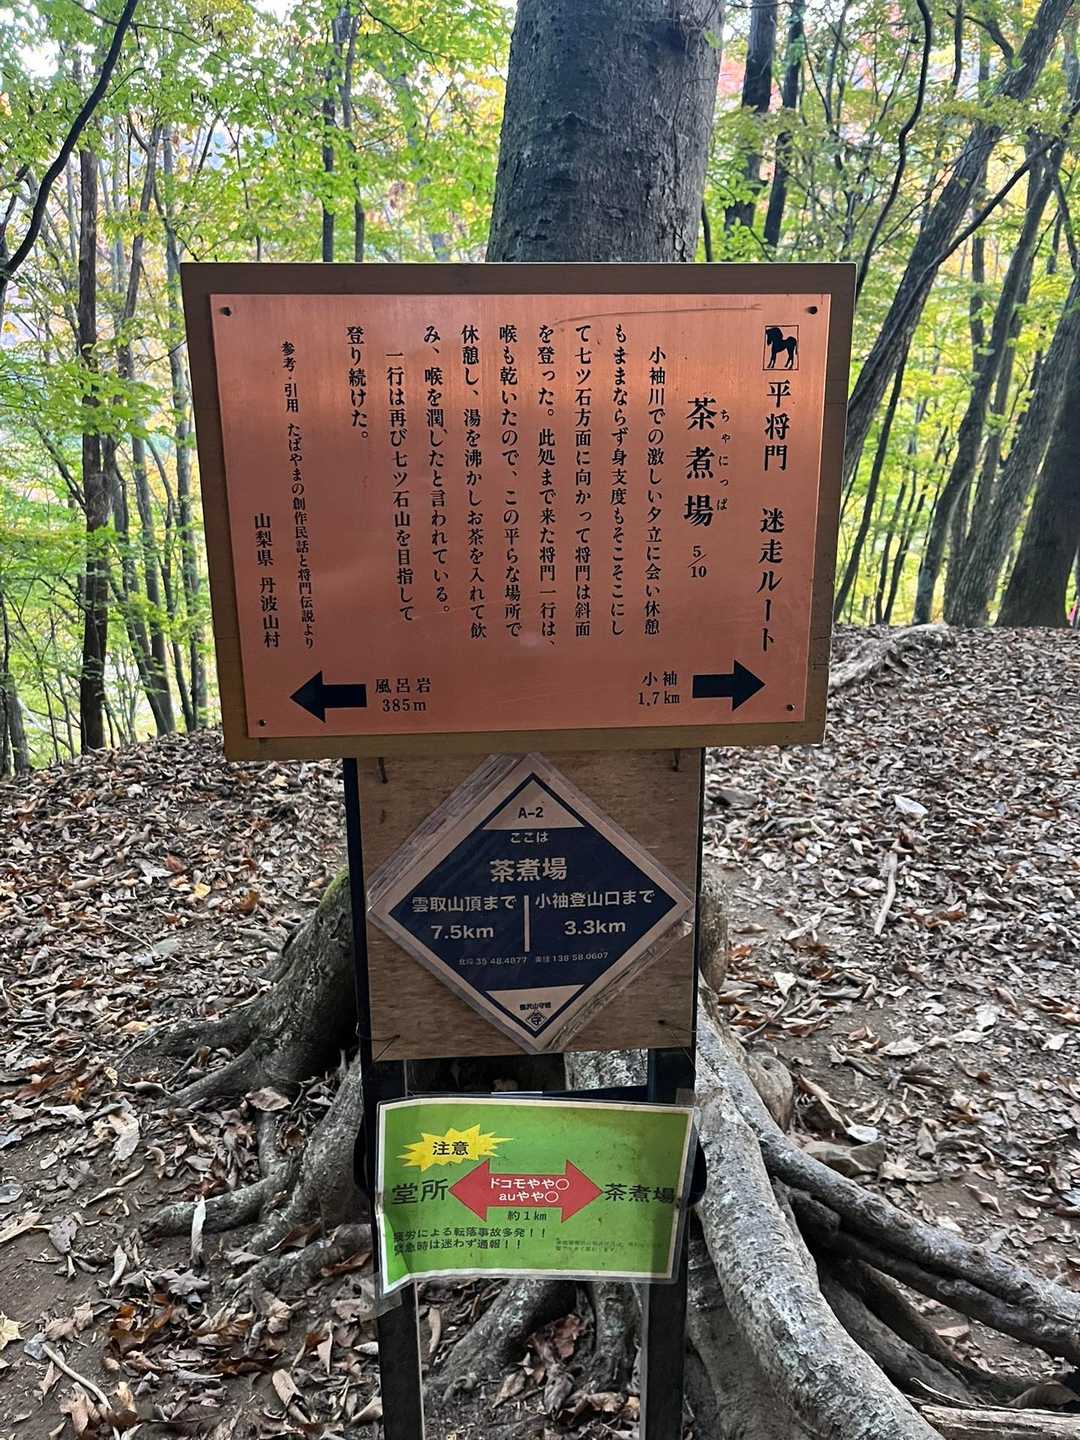 平将門 迷走ルート
ちゃにっぱ
茶煮場 5/10
小袖川での激しい夕立に会い休憩
もままならず身支度もそこそこにし
て七ツ石方面に向かって将門は斜面
を登った。此処まで来た将門一行は、
喉も乾いたので、この平らな場所で
休憩し、湯を沸かしお茶を入れて飲
み、喉を潤したと言われている。
一行は再び七ツ石山を目指して
登り続けた。
参考・引用 たばやまの創作民話と将門伝説より
山梨県 丹波山村
風呂岩
385m
小袖
1.7km
A-2
ここは
茶煮場
雲取山頂まで
7.5km
小袖登山口まで
3.3km
北緯 35 48.4877 東経 138 58.0607
注意
堂所
ドコモやや○
auやや○
茶煮場
約1km
疲労による転落事故多発！！
緊急時は迷わず通報！！